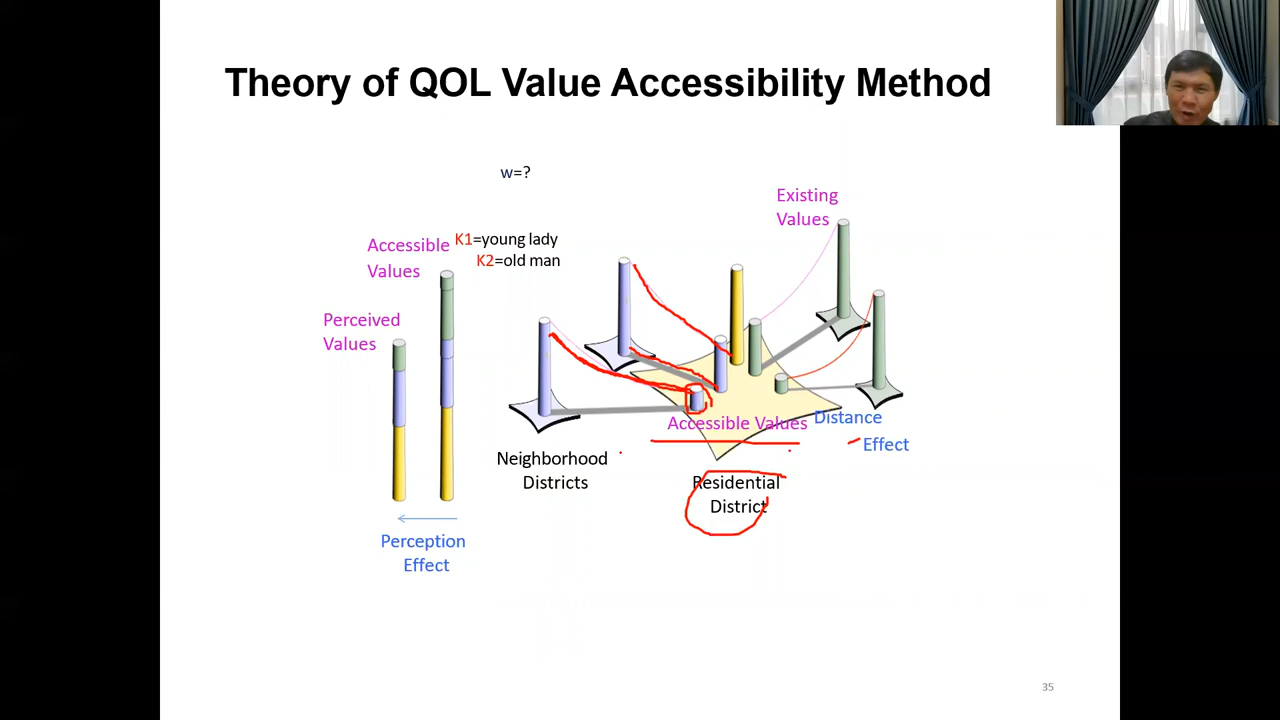 Theory of QOL Value Accessibility Method
w=?
Existing
Values
Accessible
Values
K1=young lady
K2=old man
Perceived
Values
Accessible Values
Distance
Effect
Neighborhood
Districts
Residential
District
Perception
Effect
35